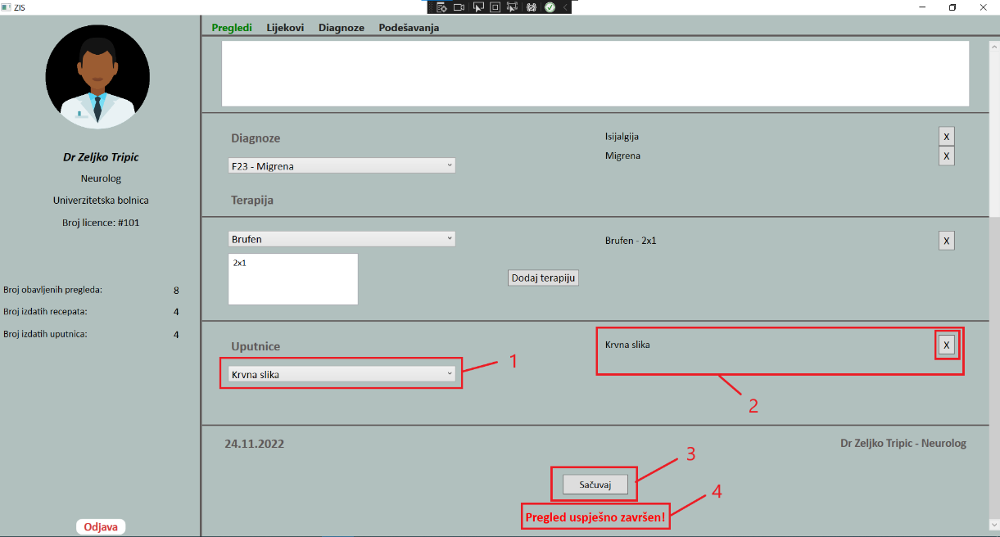 ZIS
Pregledi Lijekovi Diagnoze Podešavanja
Dr Zeljko Tripic
Neurolog
Univerzitetska bolnica
Broj licence: #101
Broj obavljenih pregleda: 8
Broj izdatih recepata: 4
Broj izdatih uputnica: 4
Odjava
Diagnoze
F23 - Migrena
Isijalgija X
Migrena X
Terapija
Brufen
2x1
Dodaj terapiju
Brufen - 2x1 X
Uputnice
Krvna slika
1
Krvna slika X
2
24.11.2022
Dr Zeljko Tripic - Neurolog
Sačuvaj
3
Pregled uspješno završen!
4